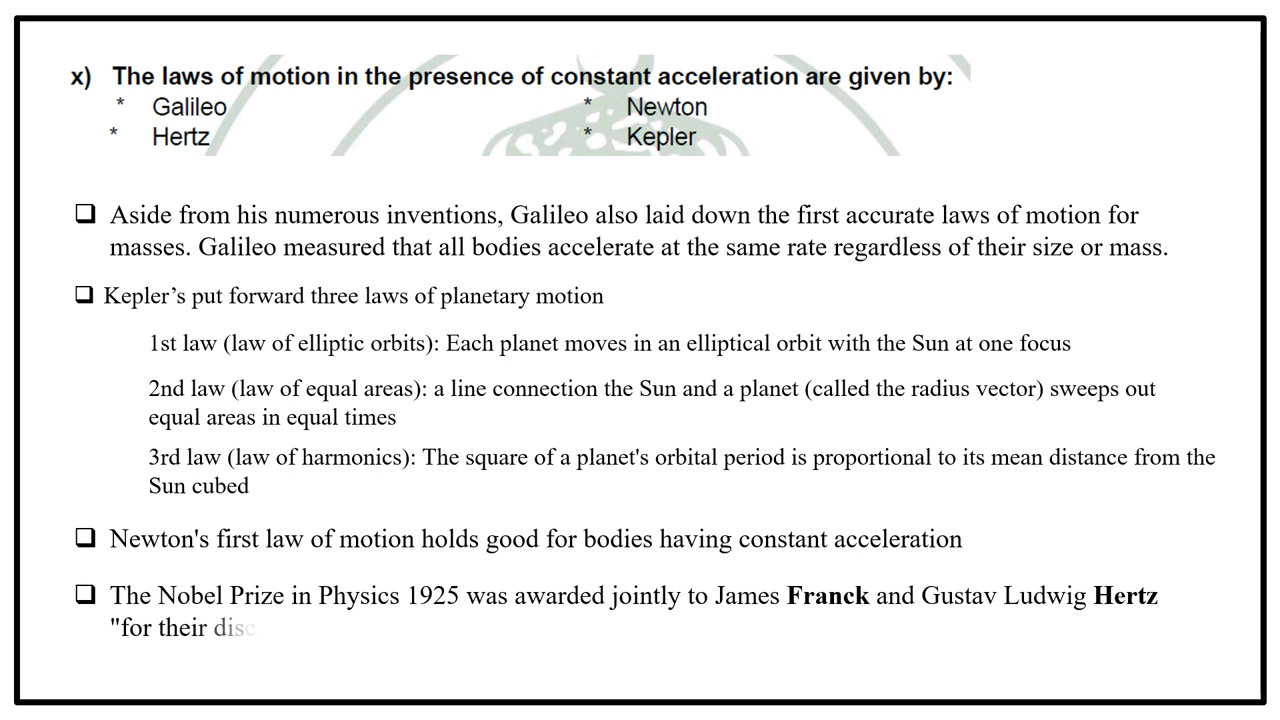 x) The laws of motion in the presence of constant acceleration are given by:
* Galileo * Newton
* Hertz * Kepler
❑ Aside from his numerous inventions, Galileo also laid down the first accurate laws of motion for
masses. Galileo measured that all bodies accelerate at the same rate regardless of their size or mass.
❑ Kepler’s put forward three laws of planetary motion
1st law (law of elliptic orbits): Each planet moves in an elliptical orbit with the Sun at one focus
2nd law (law of equal areas): a line connection the Sun and a planet (called the radius vector) sweeps out
equal areas in equal times
3rd law (law of harmonics): The square of a planet's orbital period is proportional to its mean distance from the
Sun cubed
❑ Newton's first law of motion holds good for bodies having constant acceleration
❑ The Nobel Prize in Physics 1925 was awarded jointly to James Franck and Gustav Ludwig Hertz
"for their disc